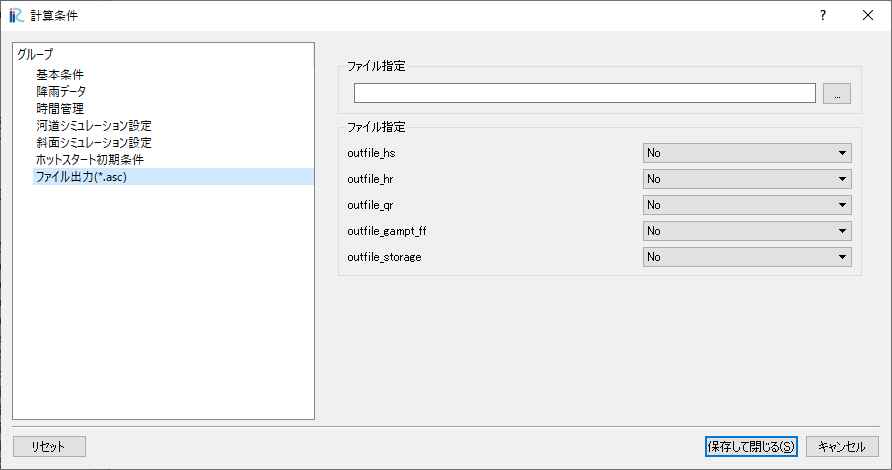 計算条件
グループ
基本条件
降雨データ
時間管理
河道シミュレーション設定
斜面シミュレーション設定
ホットスタート初期条件
ファイル出力(*.asc)
ファイル指定
...
ファイル指定
outfile_hs No
outfile_hr No
outfile_qr No
outfile_gampt_ff No
outfile_storage No
リセット
保存して閉じる(S)
キャンセル